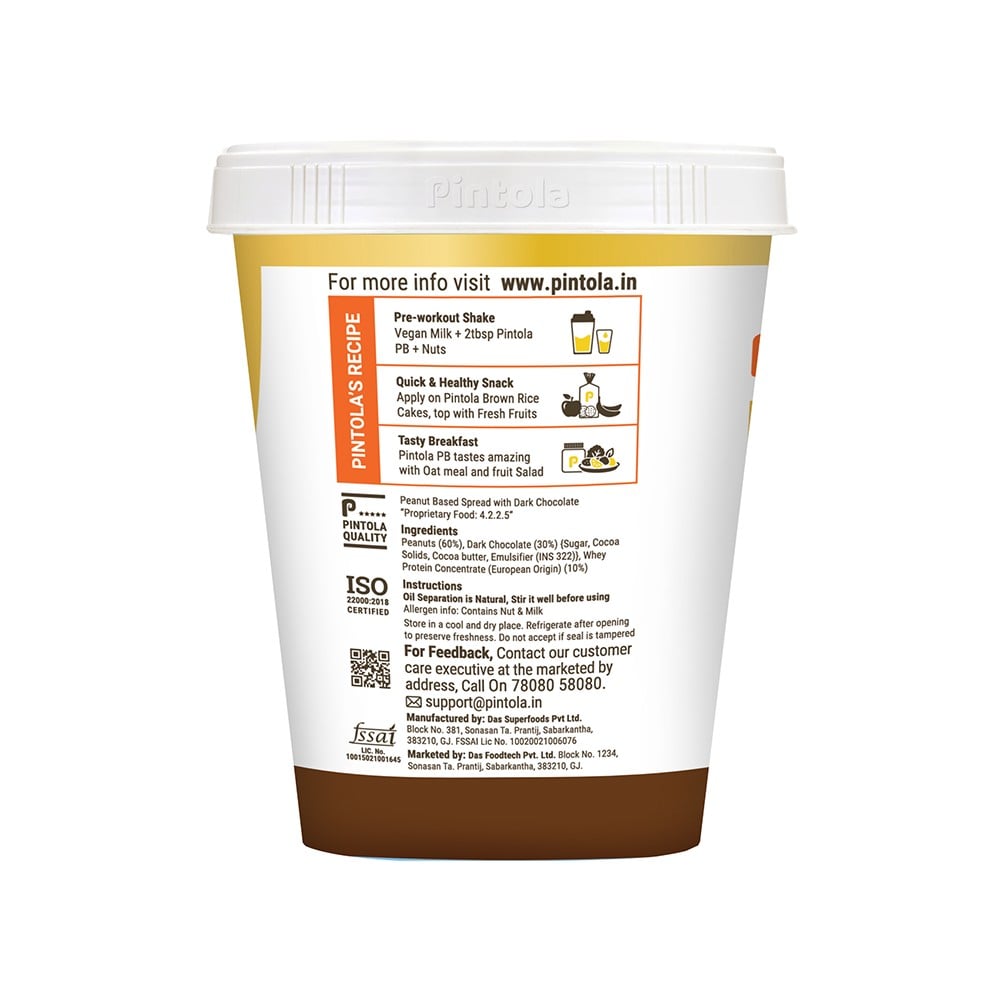 Pintola
For more info visit www.pintola.in
PINTOLA'S RECIPE
Pre-workout Shake
Vegan Milk + 2tbsp Pintola
PB + Nuts
Quick & Healthy Snack
Apply on Pintola Brown Rice
Cakes, top with Fresh Fruits
P
Tasty Breakfast
Pintola PB tastes amazing
with Oat meal and fruit Salad
P
P
PINTOLA
QUALITY
Peanut Based Spread with Dark Chocolate
"Proprietary Food: 4.2.2.5"
Ingredients
Peanuts (60%), Dark Chocolate (30%) {Sugar, Cocoa
Solids, Cocoa butter, Emulsifier (INS 322)}, Whey
Protein Concentrate (European Origin) (10%)
ISO
22000:2018
CERTIFIED
Instructions
Oil Separation is Natural, Stir it well before using
Allergen info: Contains Nut & Milk
Store in a cool and dry place. Refrigerate after opening
to preserve freshness. Do not accept if seal is tampered
For Feedback, Contact our customer
care executive at the marketed by
address, Call On 78080 58080.
support@pintola.in
Manufactured by: Das Superfoods Pvt Ltd.
Block No. 381, Sonasan Ta. Prantij, Sabarkantha,
383210, GJ. FSSAI Lic No. 10020021006076
fssai
LIC. No.
10015021001645
Marketed by: Das Foodtech Pvt. Ltd. Block No. 1234,
Sonasan Ta. Prantij, Sabarkantha, 383210, GJ.